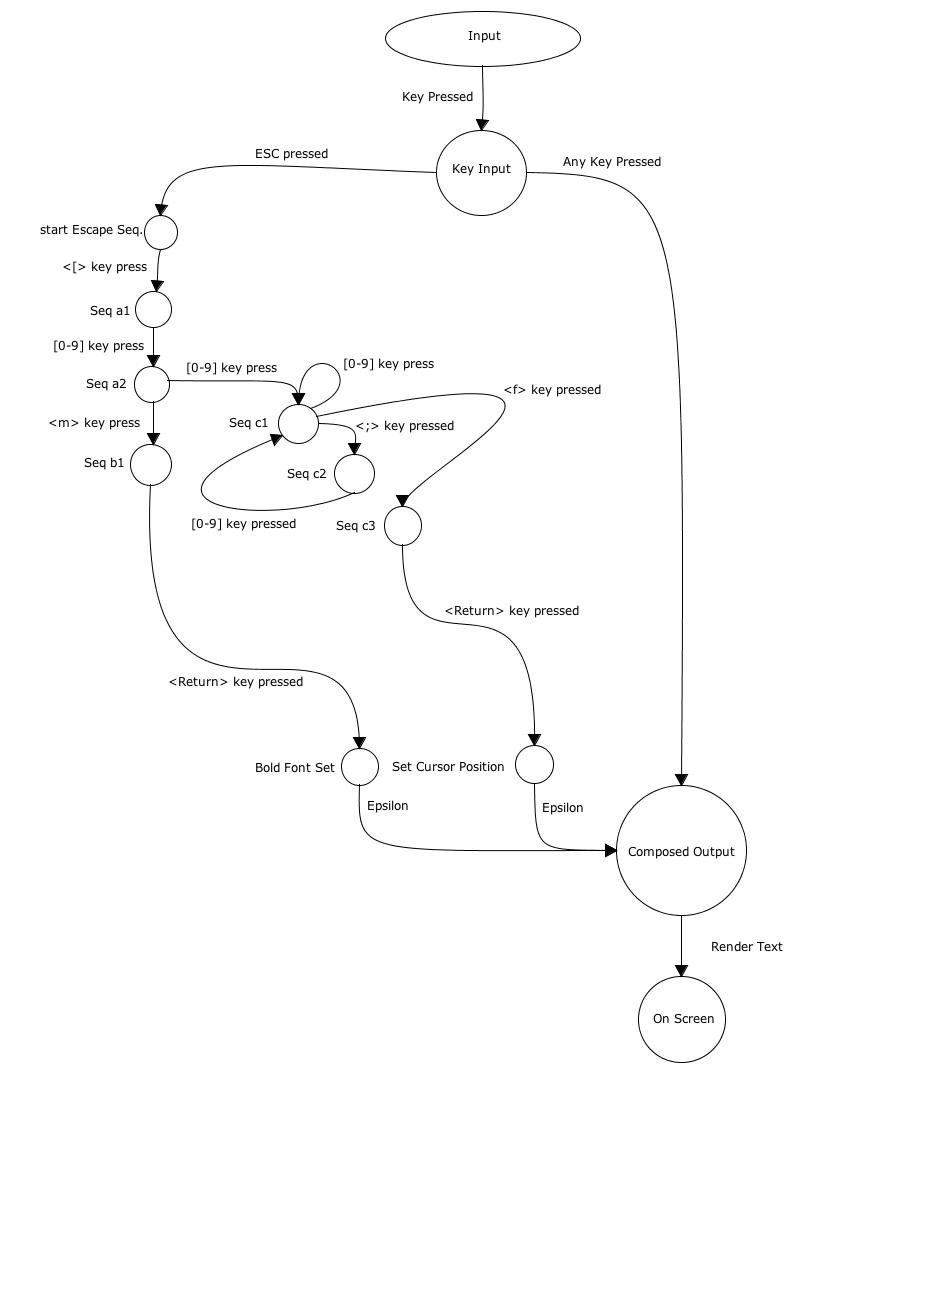 Input
Key Pressed
Key Input
ESC pressed
Any Key Pressed
start Escape Seq.
<[> key press
Seq a1
[0-9] key press
Seq a2
[0-9] key press
[0-9] key press
<f> key pressed
<m> key press
Seq c1
<;> key pressed
Seq b1
Seq c2
[0-9] key pressed
Seq c3
<Return> key pressed
<Return> key pressed
Bold Font Set
Set Cursor Position
Epsilon
Epsilon
Composed Output
Render Text
On Screen